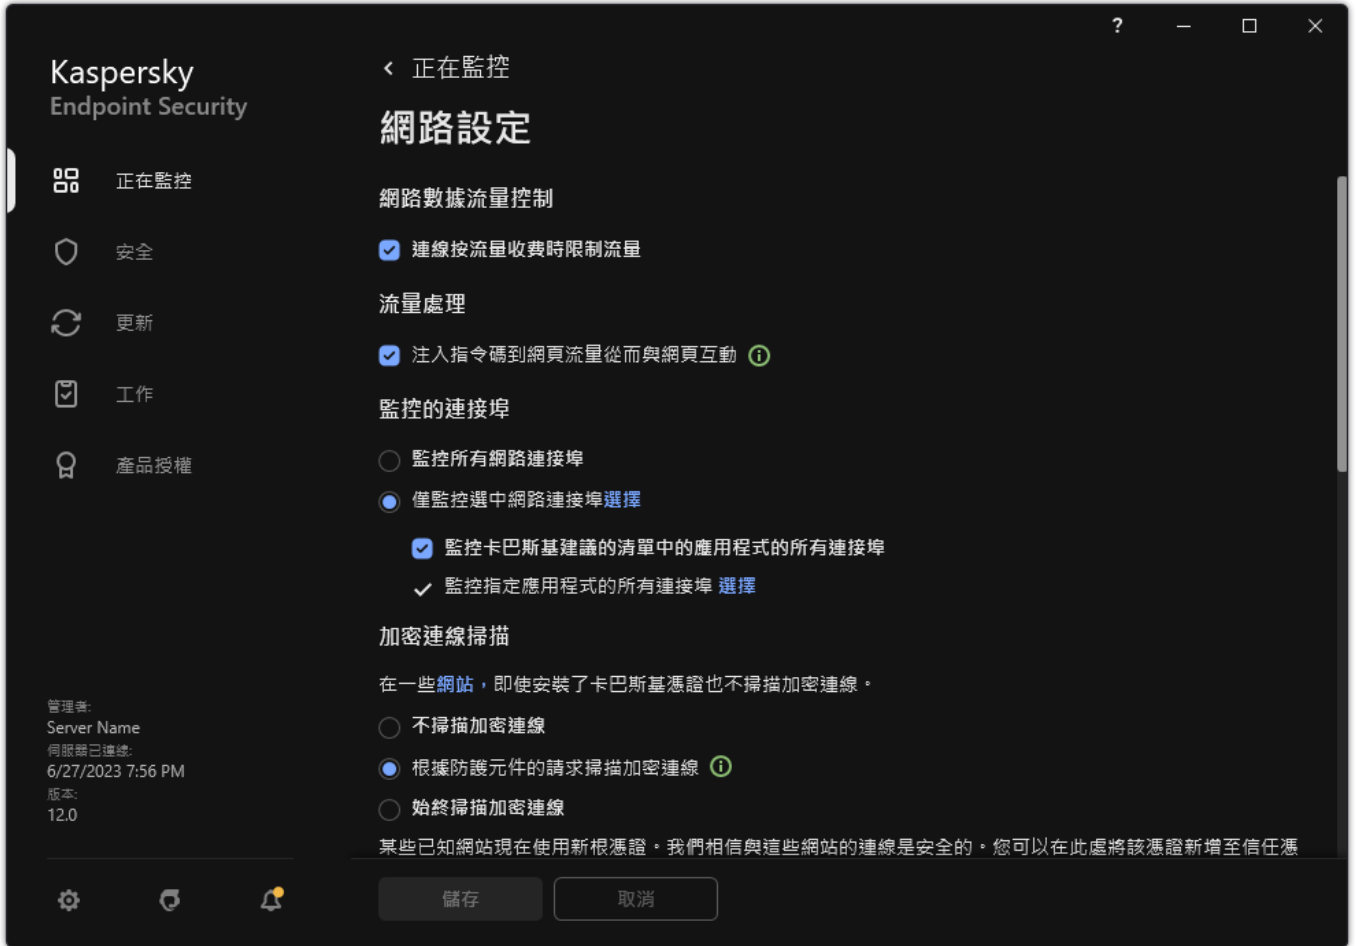 ?
Kaspersky
Endpoint Security
正在監控
安全
更新
工作
產品授權
管理者:
Server Name
伺服器已連線:
6/27/2023 7:56 PM
版本:
12.0
正在監控
網路設定
網路數據流量控制
連線按流量收費時限制流量
流量處理
注入指令碼到網頁流量從而與網頁互動
監控的連接埠
監控所有網路連接埠
僅監控選中網路連接埠選擇
監控卡巴斯基建議的清單中的應用程式的所有連接埠
監控指定應用程式的所有連接埠 選擇
加密連線掃描
在一些網站，即使安裝了卡巴斯基憑證也不掃描加密連線。
不掃描加密連線
根據防護元件的請求掃描加密連線
始終掃描加密連線
某些已知網站現在使用新根憑證。我們相信與這些網站的連線是安全的。您可以在此處將該憑證新增至信任憑
儲存
取消